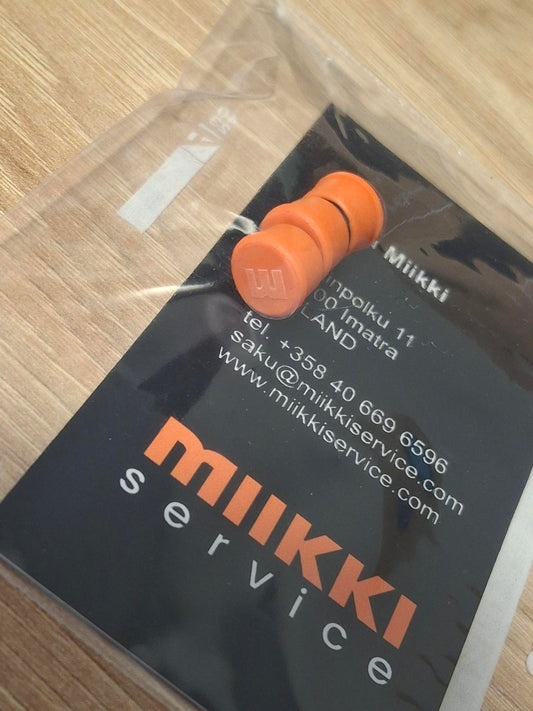 m
Miikki
npolku 11
00 Imatra
LAND
tel. +358 40 669 6596
saku@miikkiservice.com
www.miikkiservice.com
MIIKKI
service